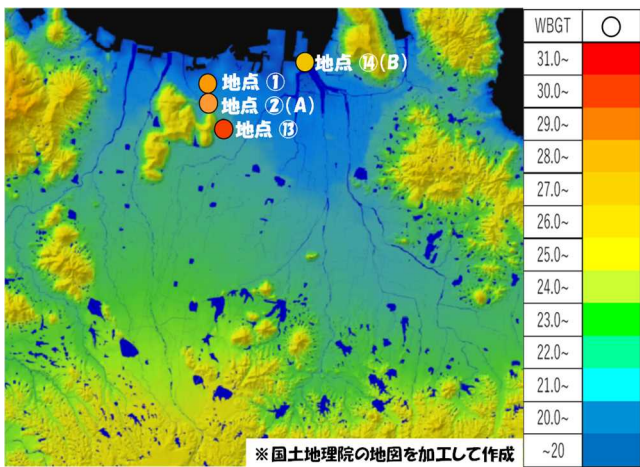 WBGT
○
地点 ⑭(B)
地点 ①
地点 ②(A)
地点 ⑬
31.0~
30.0~
29.0~
28.0~
27.0~
26.0~
25.0~
24.0~
23.0~
22.0~
21.0~
20.0~
~20
※国土地理院の地図を加工して作成